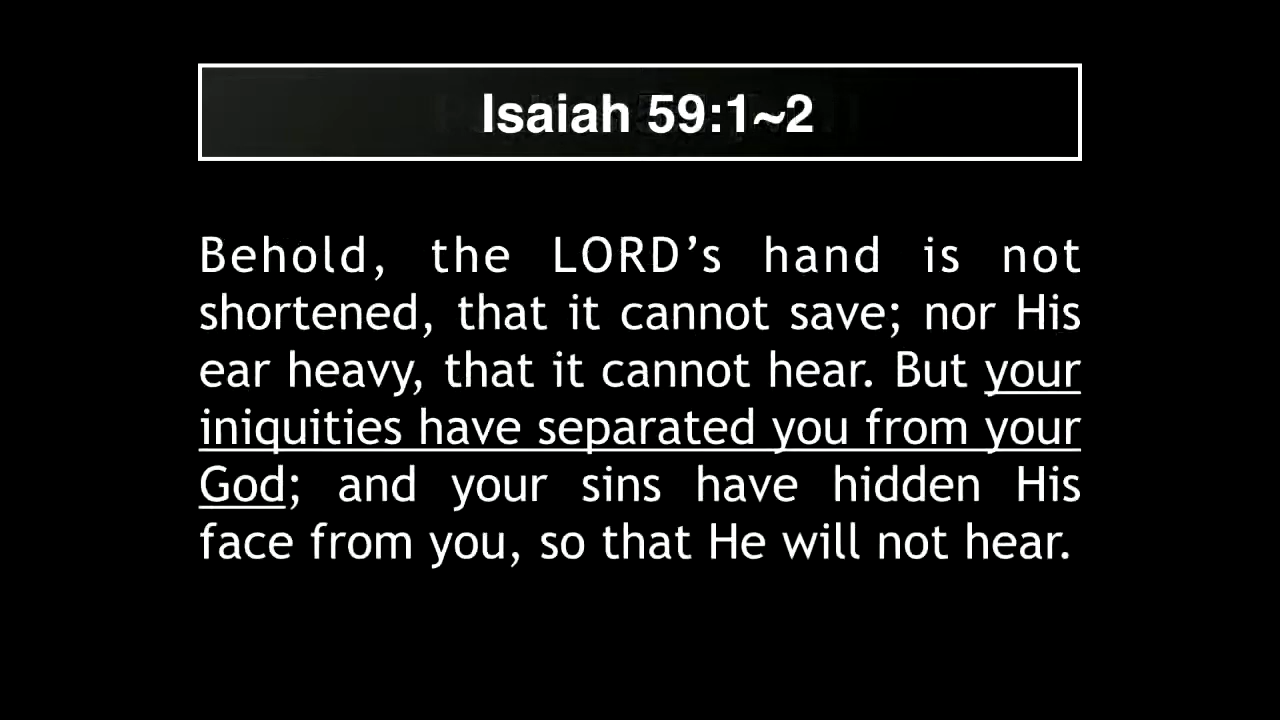 Isaiah 59:1~2
Behold, the LORD’s hand is not
shortened, that it cannot save; nor His
ear heavy, that it cannot hear. But your
iniquities have separated you from your
God; and your sins have hidden His
face from you, so that He will not hear.